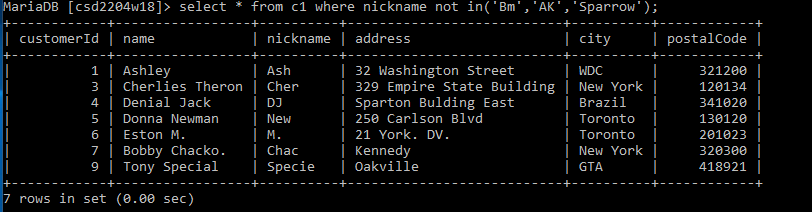 MariaDB [csd2204w18]> select * from c1 where nickname not in('Bm','AK','Sparrow');
+------------+------------------+----------+-----------------------------+----------+------------+
| customerId | name             | nickname | address                     | city     | postalCode |
+------------+------------------+----------+-----------------------------+----------+------------+
|          1 | Ashley           | Ash      | 32 Washington Street        | WDC      |     321200 |
|          3 | Cherlies Theron  | Cher     | 329 Empire State Building   | New York |     120134 |
|          4 | Denial Jack      | DJ       | Sparton Bulding East        | Brazil   |     341020 |
|          5 | Donna Newman     | New      | 250 Carlson Blvd            | Toronto  |     130120 |
|          6 | Eston M.         | M.       | 21 York. DV.                | Toronto  |     201023 |
|          7 | Bobby Chacko.    | Chac     | Kennedy                     | New York |     320300 |
|          9 | Tony Special     | Specie   | Oakville                    | GTA      |     418921 |
+------------+------------------+----------+-----------------------------+----------+------------+
7 rows in set (0.00 sec)